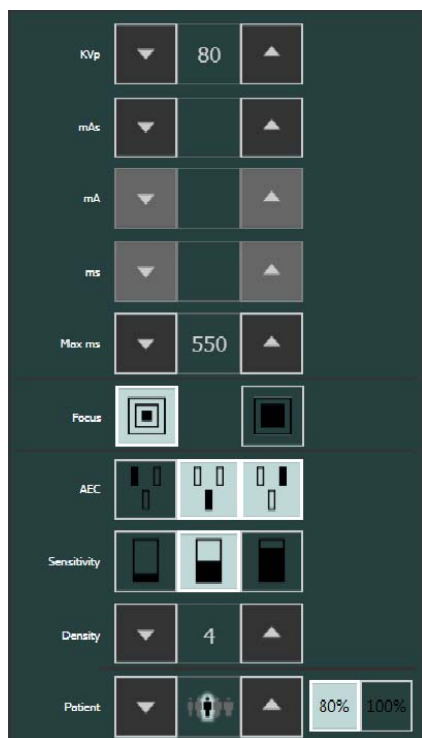 KVp 80
mAs
mA
ms
Max ms 550
Focus
AEC
Sensitivity
Density 4
Patient 80% 100%